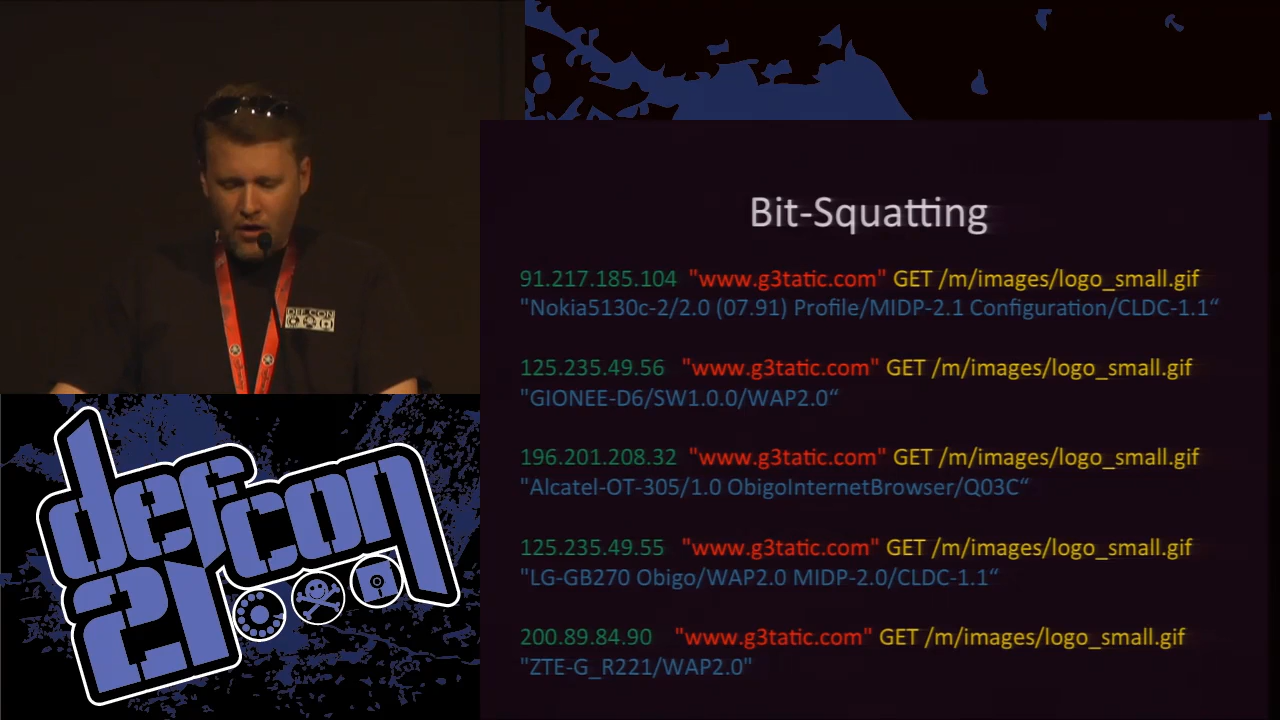 DEF CON
Bit-Squatting
91.217.185.104 "www.g3tatic.com" GET /m/images/logo_small.gif
"Nokia5130c-2/2.0 (07.91) Profile/MIDP-2.1 Configuration/CLDC-1.1“
125.235.49.56 "www.g3tatic.com" GET /m/images/logo_small.gif
"GIONEE-D6/SW1.0.0/WAP2.0“
196.201.208.32 "www.g3tatic.com" GET /m/images/logo_small.gif
"Alcatel-OT-305/1.0 ObigoInternetBrowser/Q03C“
125.235.49.55 "www.g3tatic.com" GET /m/images/logo_small.gif
"LG-GB270 Obigo/WAP2.0 MIDP-2.0/CLDC-1.1“
200.89.84.90 "www.g3tatic.com" GET /m/images/logo_small.gif
"ZTE-G_R221/WAP2.0"
defcon
21